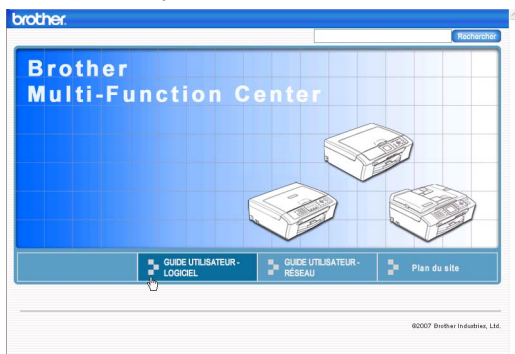 brother
Rechercher
Brother
Multi-Function Center
GUIDE UTILISATEUR -
LOGICIEL
GUIDE UTILISATEUR -
RÉSEAU
Plan du site
©2007 Brother Industries, Ltd.